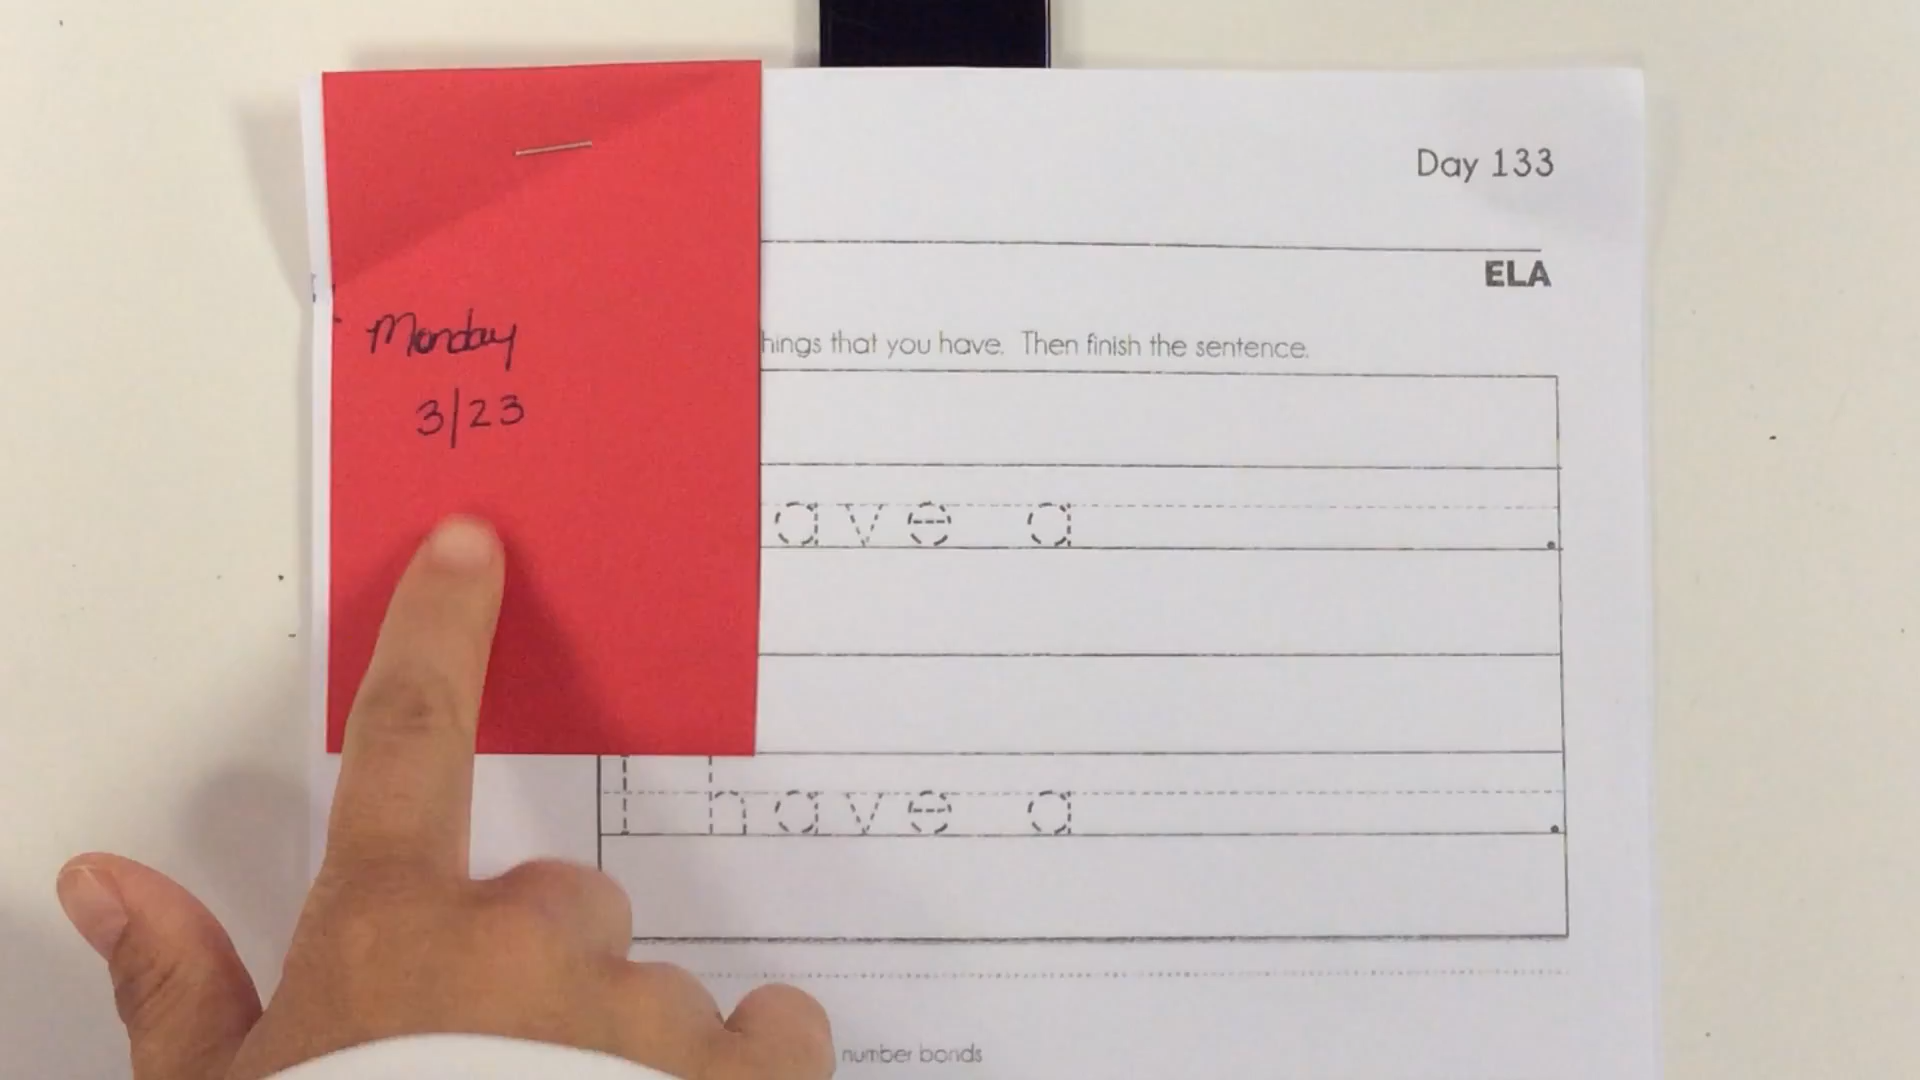 Day 133
ELA
Monday
3/23
hings that you have. Then finish the sentence.
ave a .
I have a .
number bonds